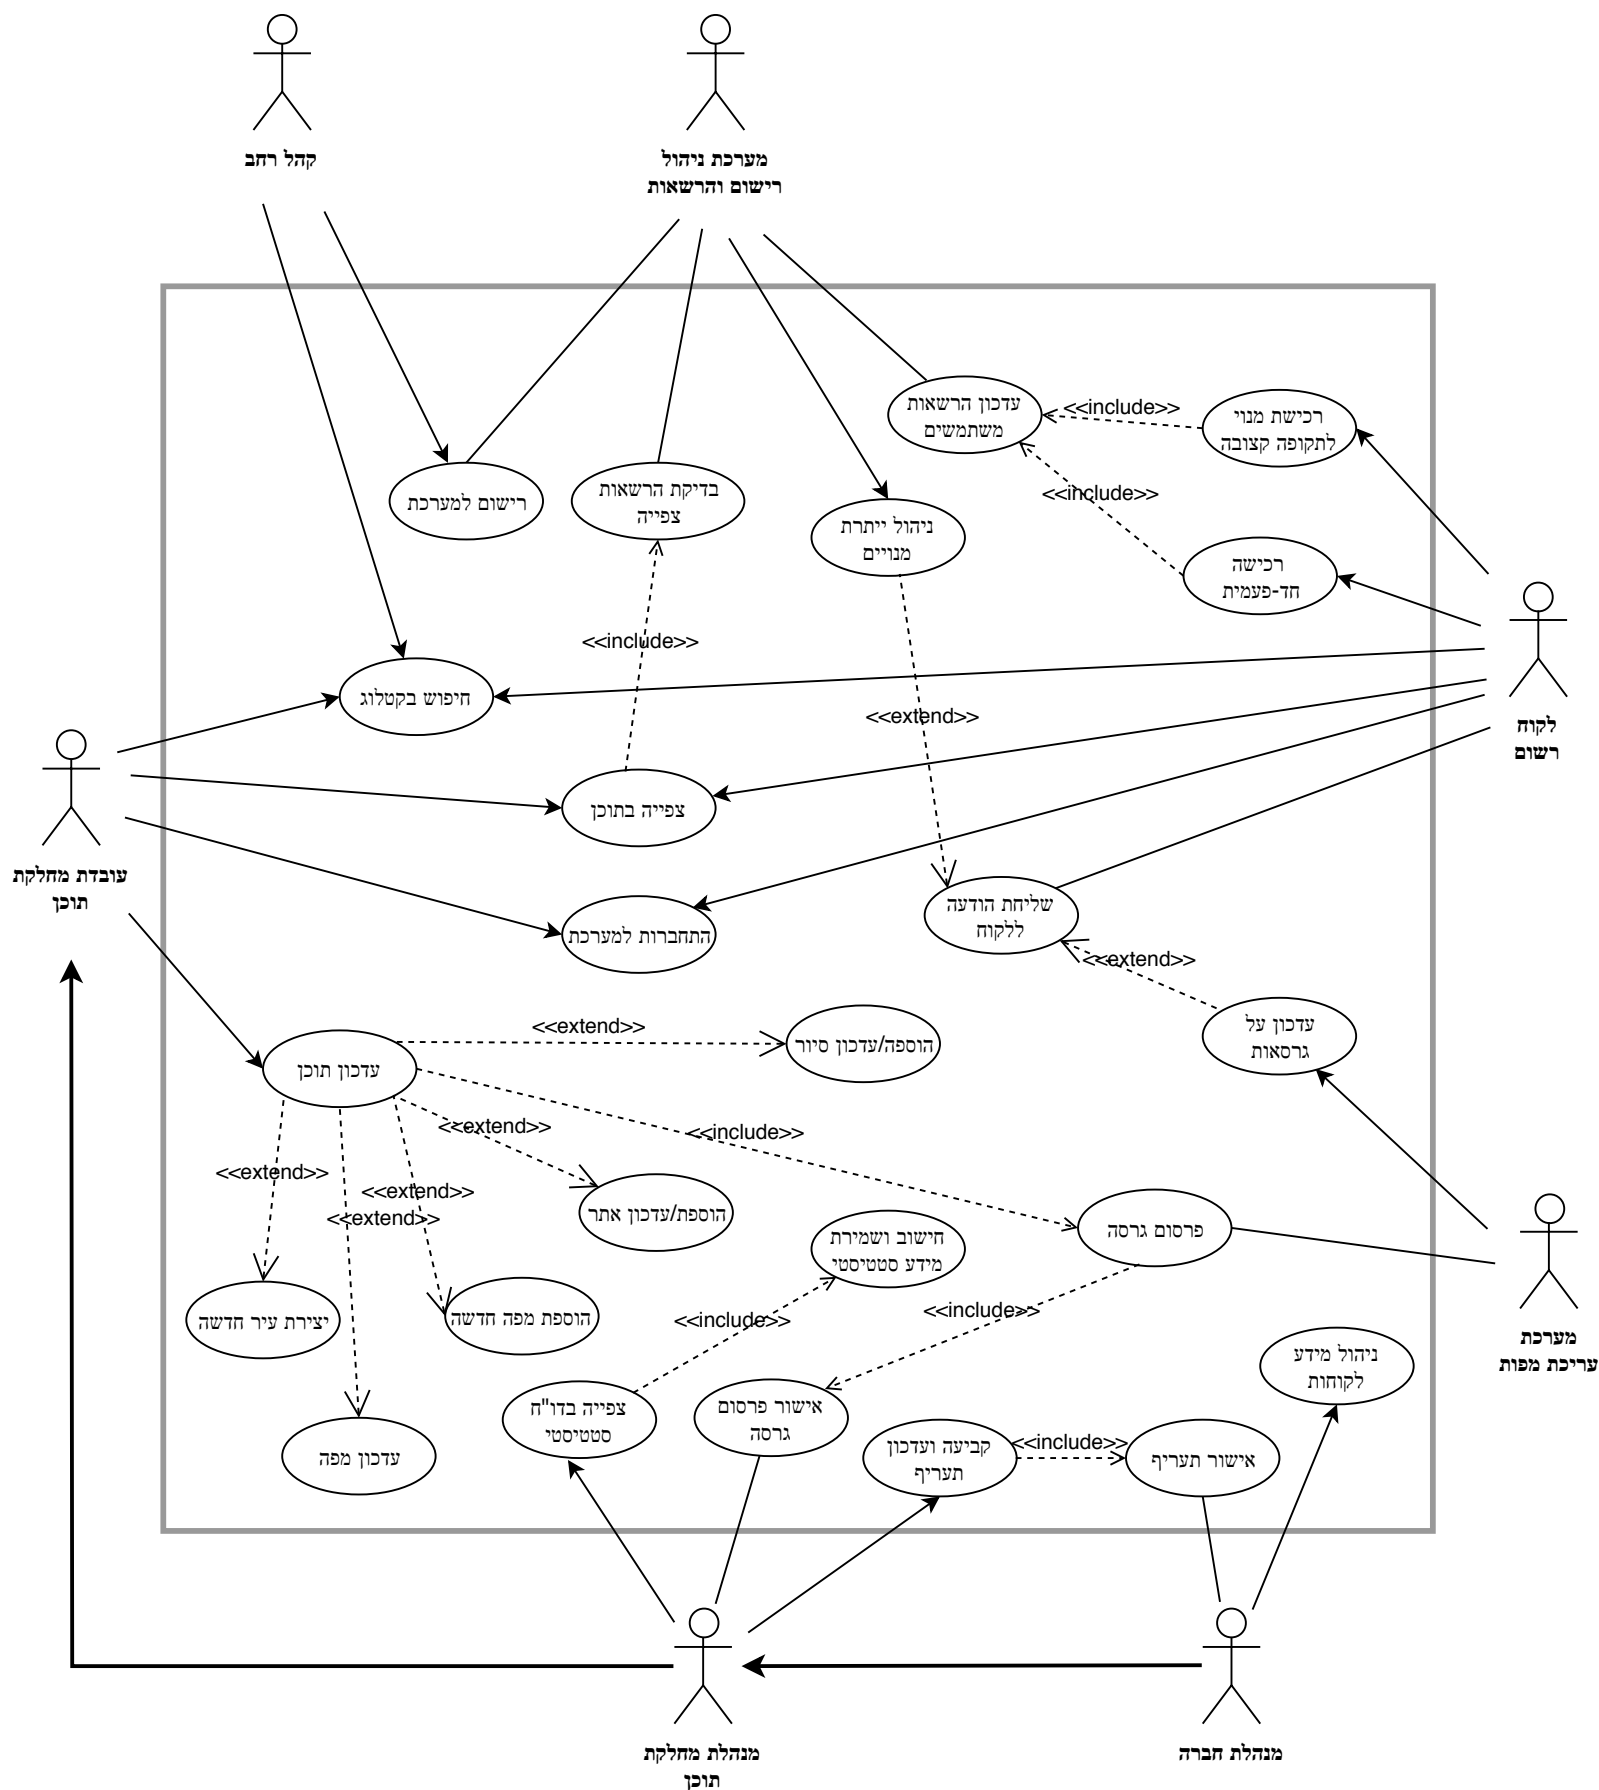 קהל רחב
מערכת ניהול
רישום והרשאות
עדכון הרשאות
משתמשים
<<include>>
רכישת מנוי
לתקופה קצובה
<<include>>
רישום למערכת
בדיקת הרשאות
צפייה
ניהול ייתרת
מנויים
רכישה
חד-פעמית
<<include>>
חיפוש בקטלוג
<<extend>>
לקוח
רשום
צפייה בתוכן
עובדת מחלקת
תוכן
התחברות למערכת
שליחת הודעה
ללקוח
<<extend>>
עדכון על
גרסאות
<<extend>>
הוספה/עדכון סיור
עדכון תוכן
<<extend>>
<<include>>
<<extend>>
<<extend>>
<<extend>>
הוספת/עדכון אתר
פרסום גרסה
חישוב ושמירת
מידע סטטיסטי
<<include>>
<<include>>
יצירת עיר חדשה
הוספת מפה חדשה
מערכת
עריכת מפות
ניהול מידע
לקוחות
צפייה בדו"ח
סטטיסטי
אישור פרסום
גרסה
קביעה ועדכון
תעריף
<<include>>
אישור תעריף
עדכון מפה
מנהלת מחלקת
תוכן
מנהלת חברה